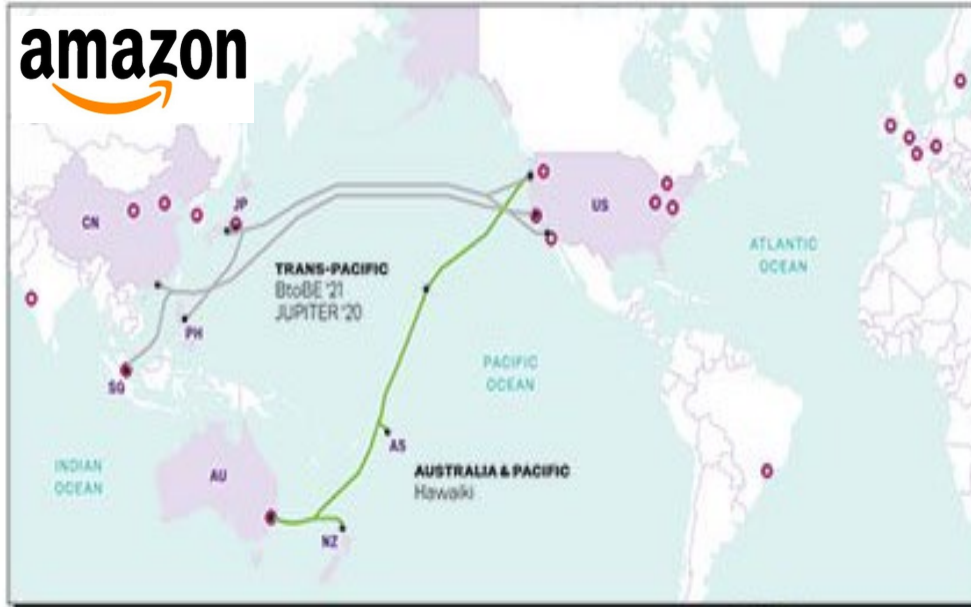 amazon
CN
JP
US
ATLANTIC
OCEAN
TRANS-PACIFIC
BtoBE '21
JUPITER '20
PH
PACIFIC
OCEAN
SG
AS
INDIAN
OCEAN
AU
AUSTRALIA & PACIFIC
Hawaiki
NZ